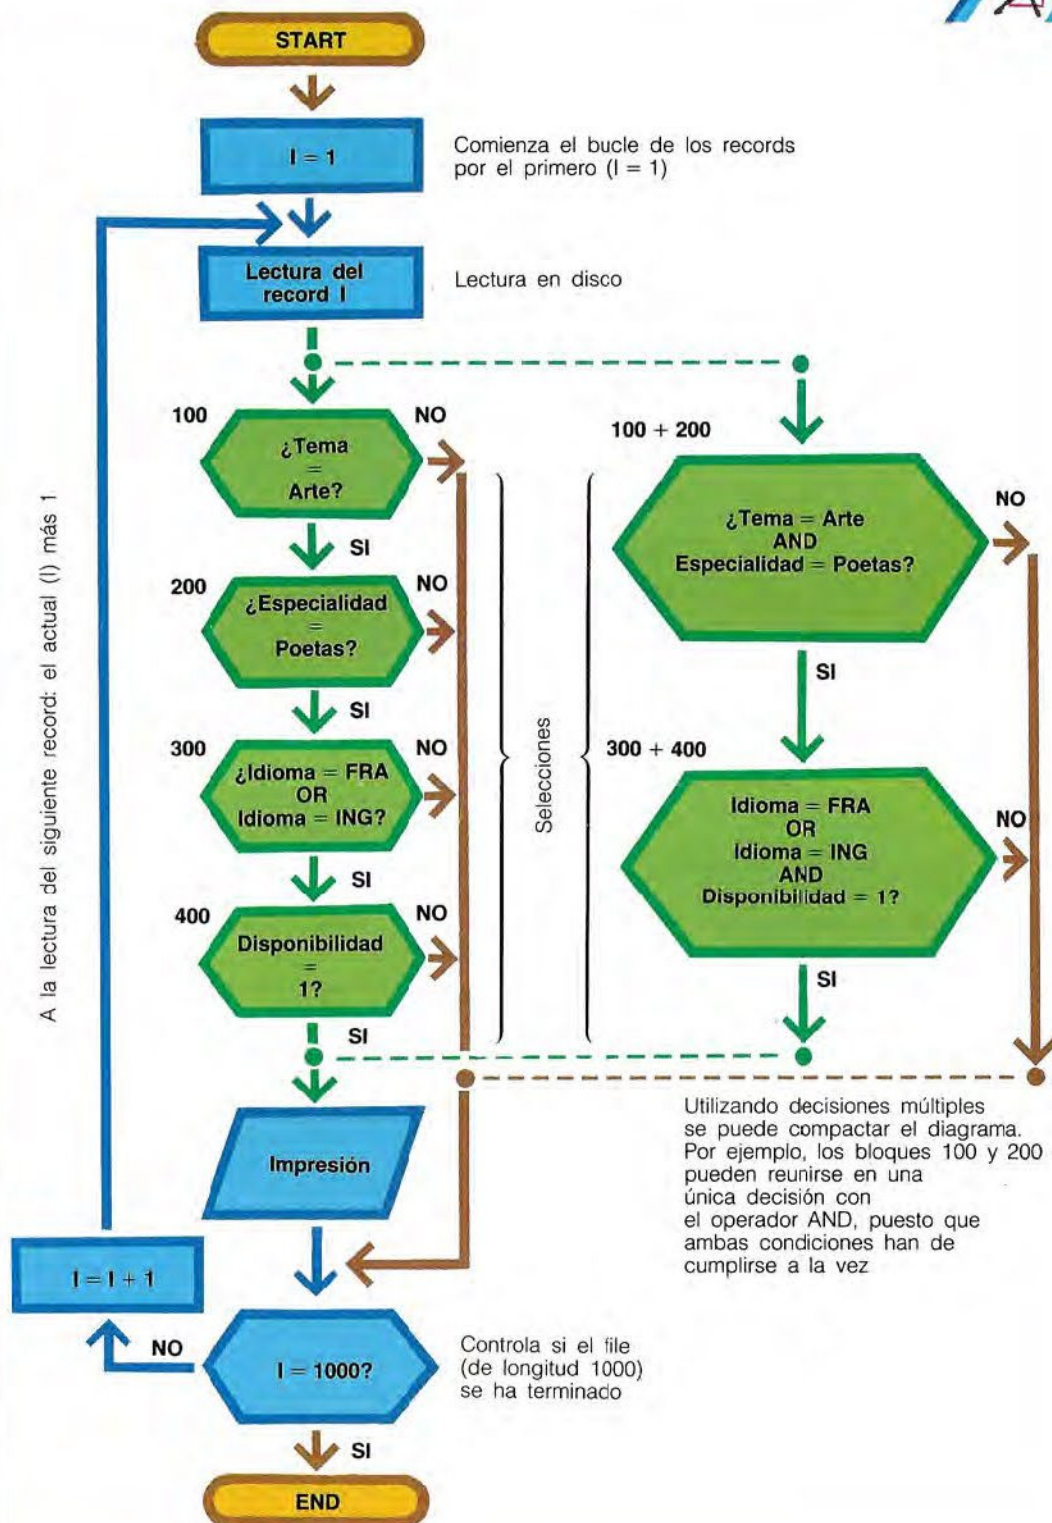 START
I = 1
Comienza el bucle de los records
por el primero (I = 1)
Lectura del
record I
Lectura en disco
A la lectura del siguiente record: el actual (I) más 1
100
NO
¿Tema
=
Arte?
SI
200
NO
¿Especialidad
=
Poetas?
SI
300
NO
¿Idioma = FRA
OR
Idioma = ING?
SI
400
NO
Disponibilidad
=
1?
SI
Selecciones
100 + 200
NO
¿Tema = Arte
AND
Especialidad = Poetas?
SI
300 + 400
NO
Idioma = FRA
OR
Idioma = ING
AND
Disponibilidad = 1?
SI
Utilizando decisiones múltiples
se puede compactar el diagrama.
Por ejemplo, los bloques 100 y 200
pueden reunirse en una
única decisión con
el operador AND, puesto que
ambas condiciones han de
cumplirse a la vez
Impresión
I = I + 1
NO
I = 1000?
Controla si el file
(de longitud 1000)
se ha terminado
SI
END